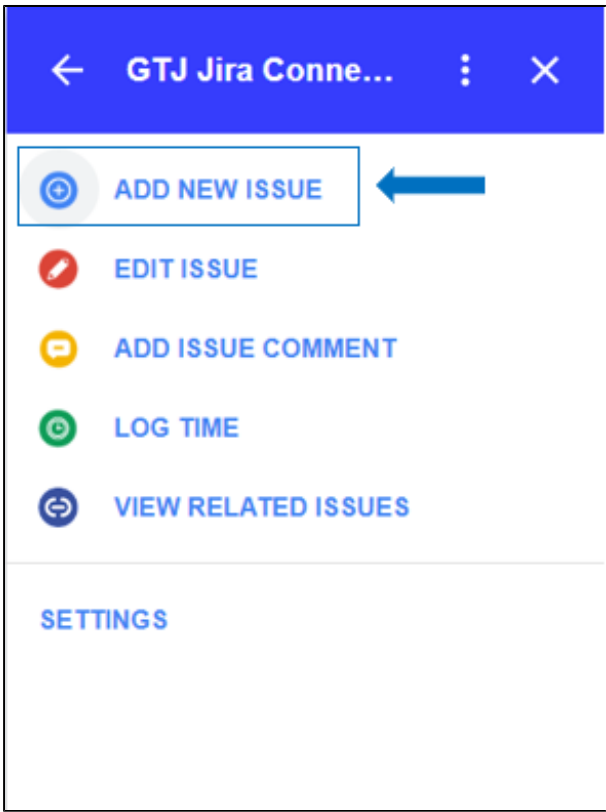 GTJ Jira Conne...
ADD NEW ISSUE
EDIT ISSUE
ADD ISSUE COMMENT
LOG TIME
VIEW RELATED ISSUES
SETTINGS